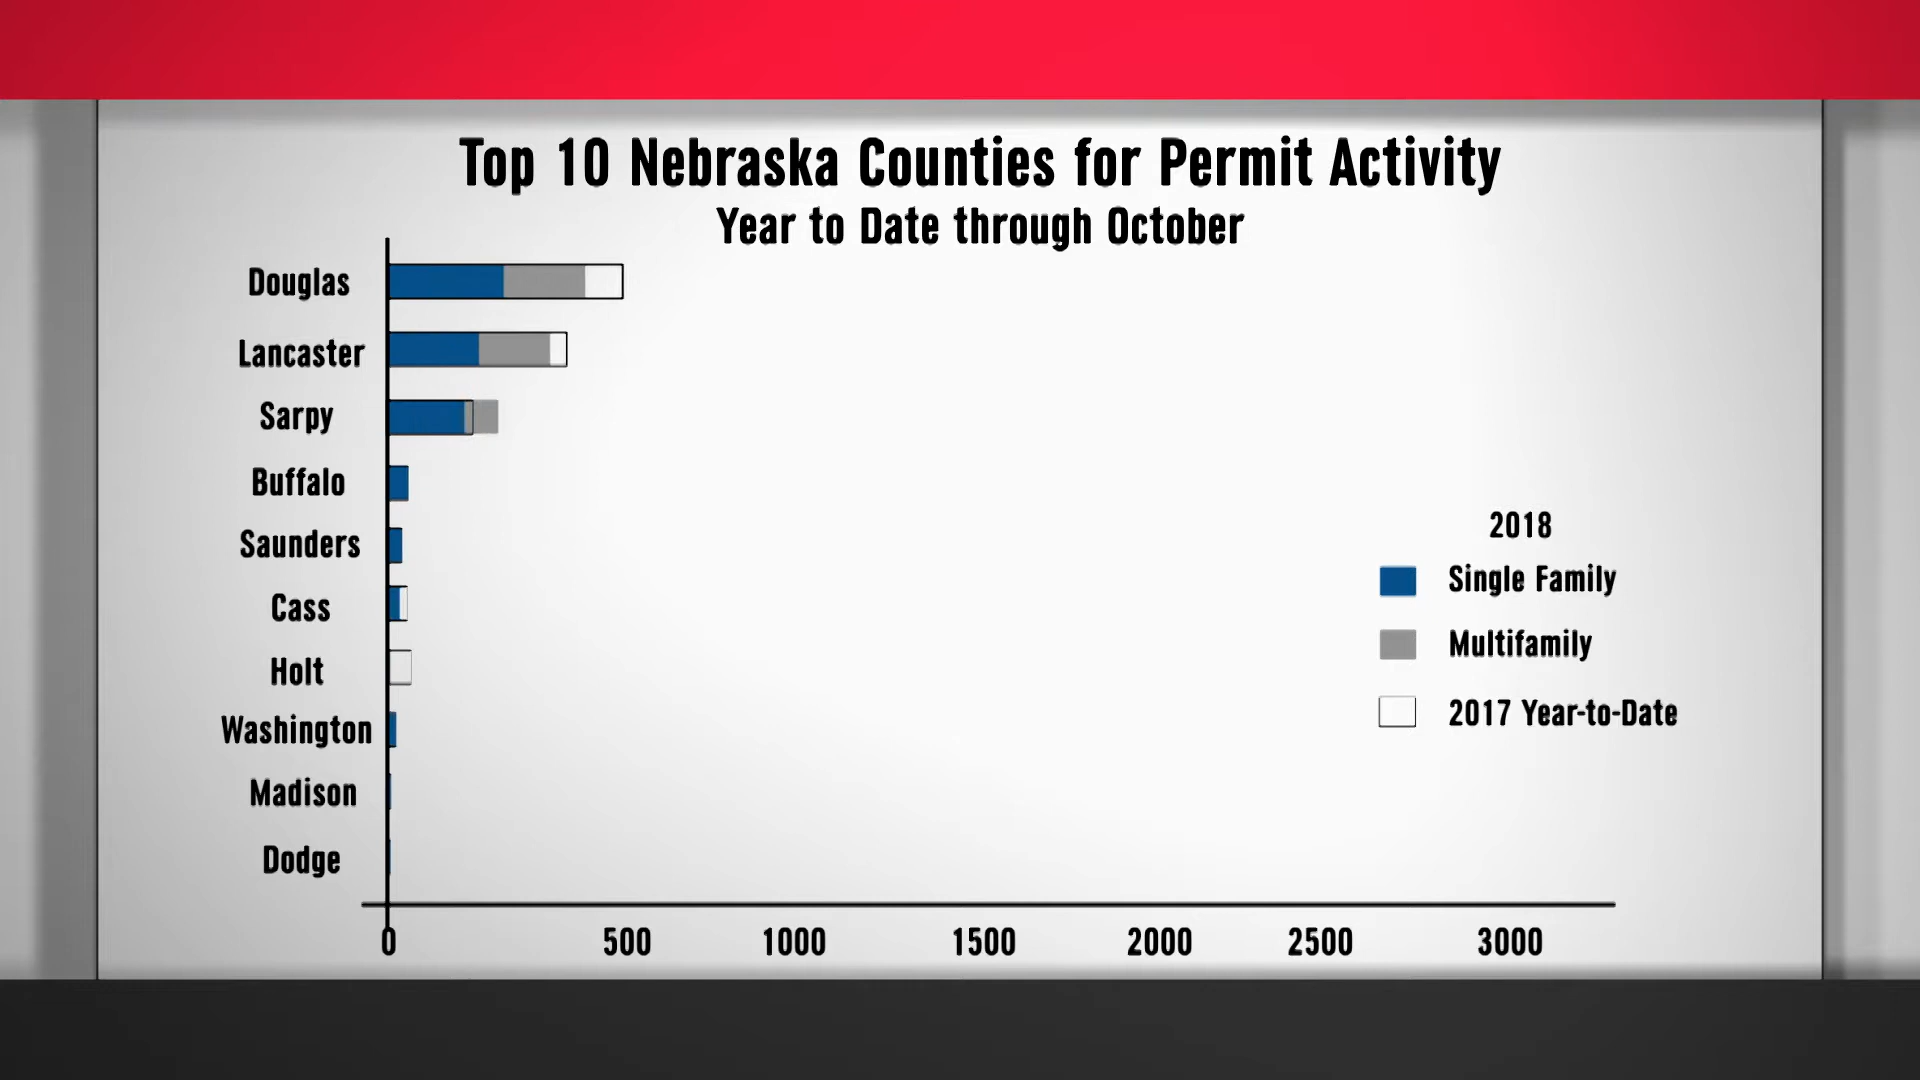 Top 10 Nebraska Counties for Permit Activity
Year to Date through October
Douglas
Lancaster
Sarpy
Buffalo
Saunders
Cass
Holt
Washington
Madison
Dodge
2018
Single Family
Multifamily
2017 Year-to-Date
0 500 1000 1500 2000 2500 3000